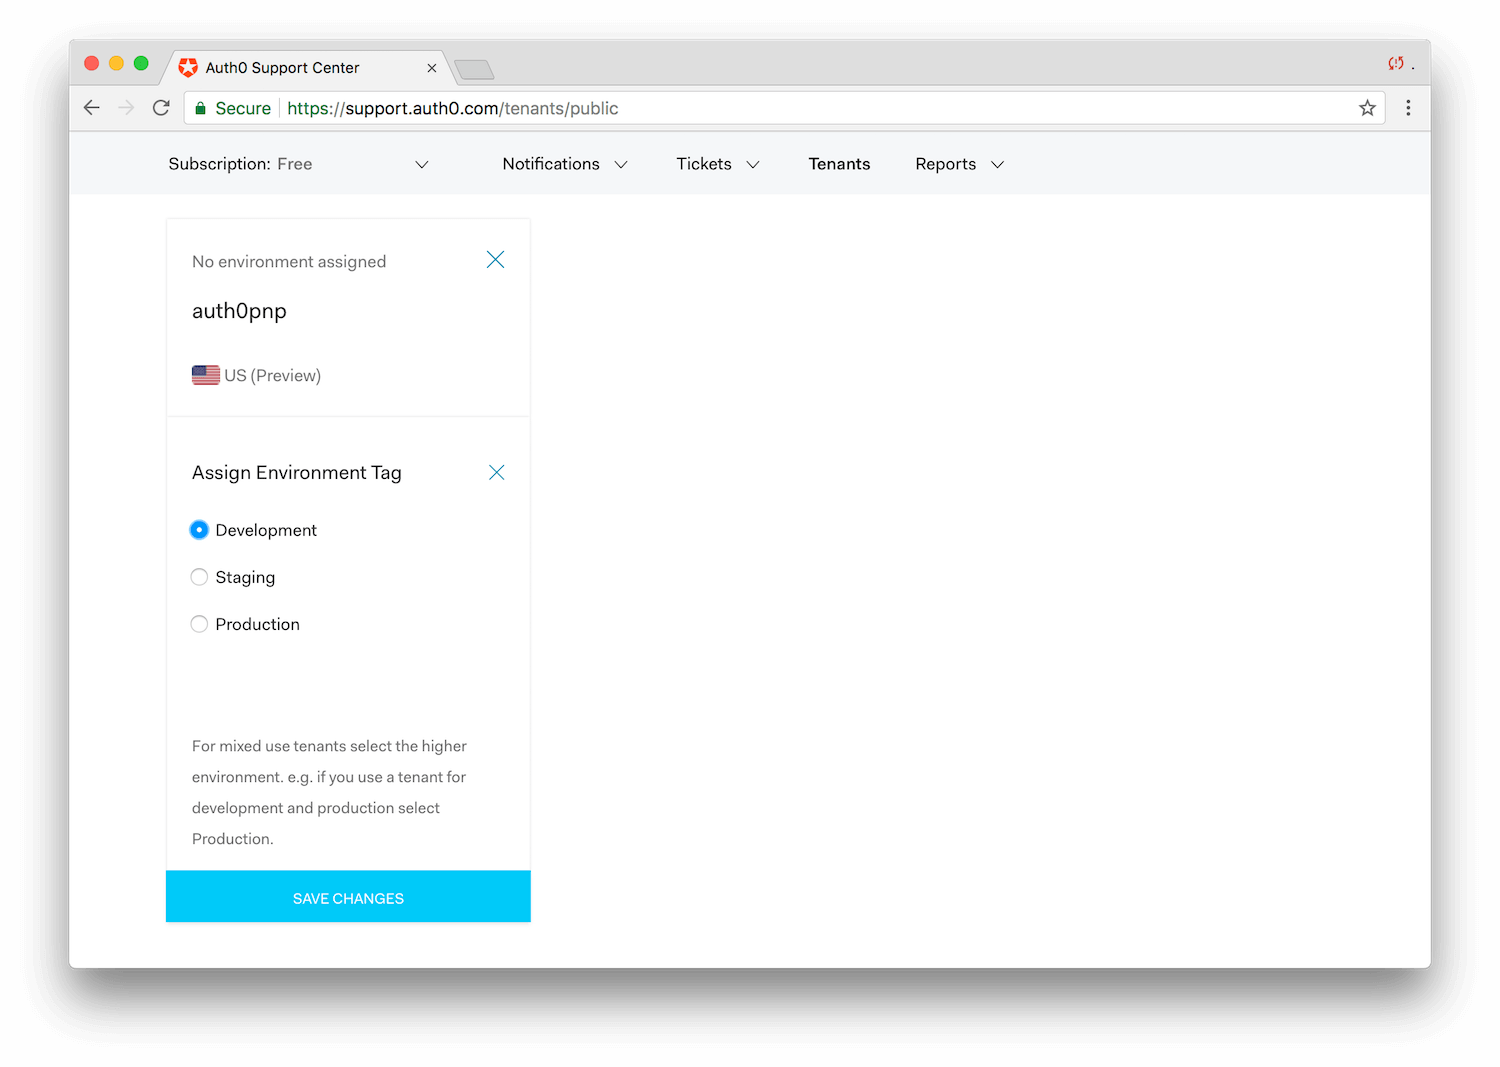 Auth0 Support Center
Secure https://support.auth0.com/tenants/public
Subscription: Free Notifications Tickets Tenants Reports
No environment assigned
auth0pnp
US (Preview)
Assign Environment Tag
Development
Staging
Production
For mixed use tenants select the higher
environment. e.g. if you use a tenant for
development and production select
Production.
SAVE CHANGES